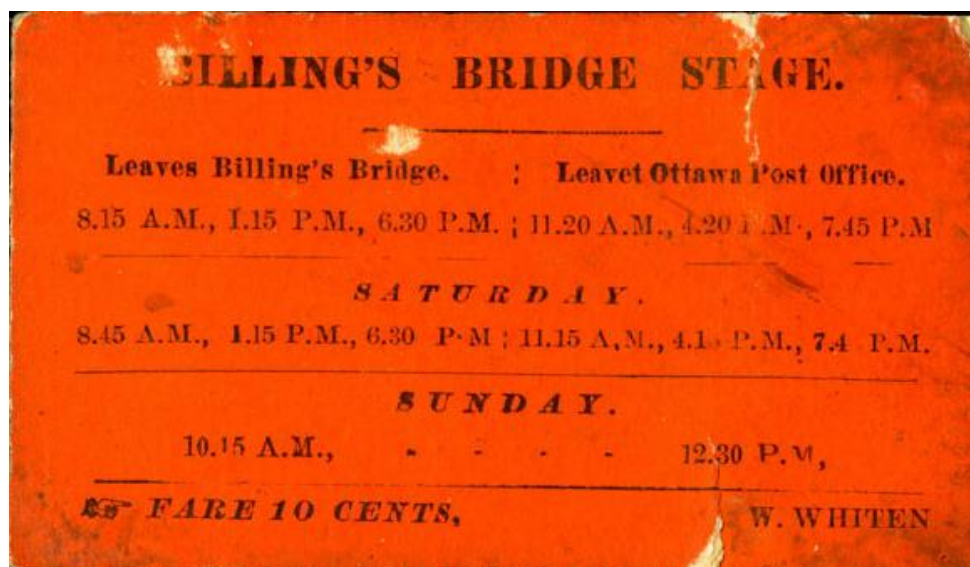 BILLING'S BRIDGE STAGE.
Leaves Billing's Bridge. : Leavet Ottawa Post Office.
8.15 A.M., 1.15 P.M., 6.30 P.M. ; 11.20 A.M., 4.20 P.M., 7.45 P.M
SATURDAY.
8.45 A.M., 1.15 P.M., 6.30 P.M : 11.15 A.M., P.M., P.M.
SUNDAY.
10.15 A.M., - - - - 12.30 P.M,
FARE 10 CENTS,
W. WHITEN